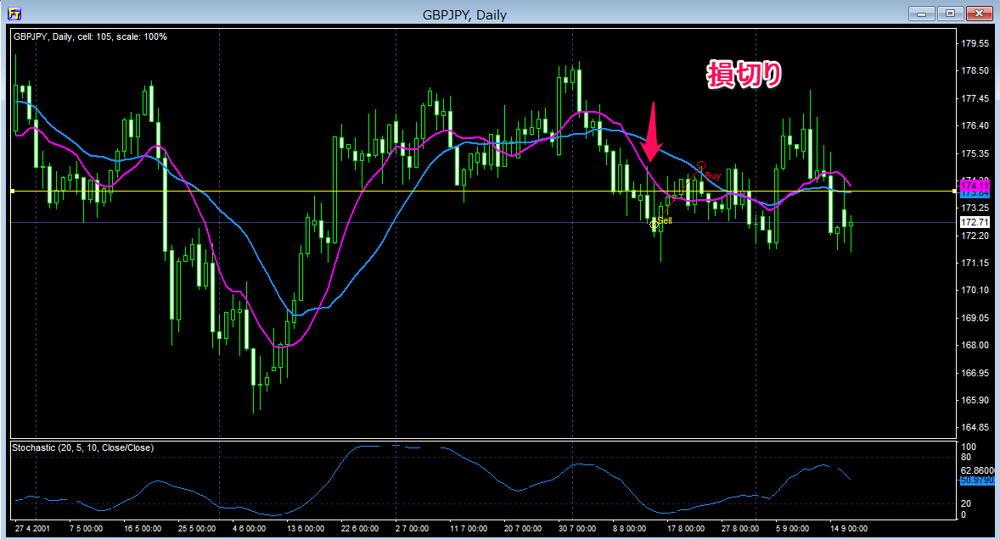 FT
GBPJPY, Daily
GBPJPY, Daily, cell: 105, scale: 100%
損切り
Buy
Sell
179.55
178.50
177.45
176.40
175.35
174.11
173.84
173.25
172.71
172.20
171.15
170.10
169.05
168.00
166.95
165.90
164.85
Stochastic (20, 5, 10, Close/Close)
100
80
62.8600
50.9790
20
0
27 4 2001 7 5 00:00 16 5 00:00 25 5 00:00 4 6 00:00 13 6 00:00 22 6 00:00 2 7 00:00 11 7 00:00 20 7 00:00 30 7 00:00 8 8 00:00 17 8 00:00 27 8 00:00 5 9 00:00 14 9 00:00